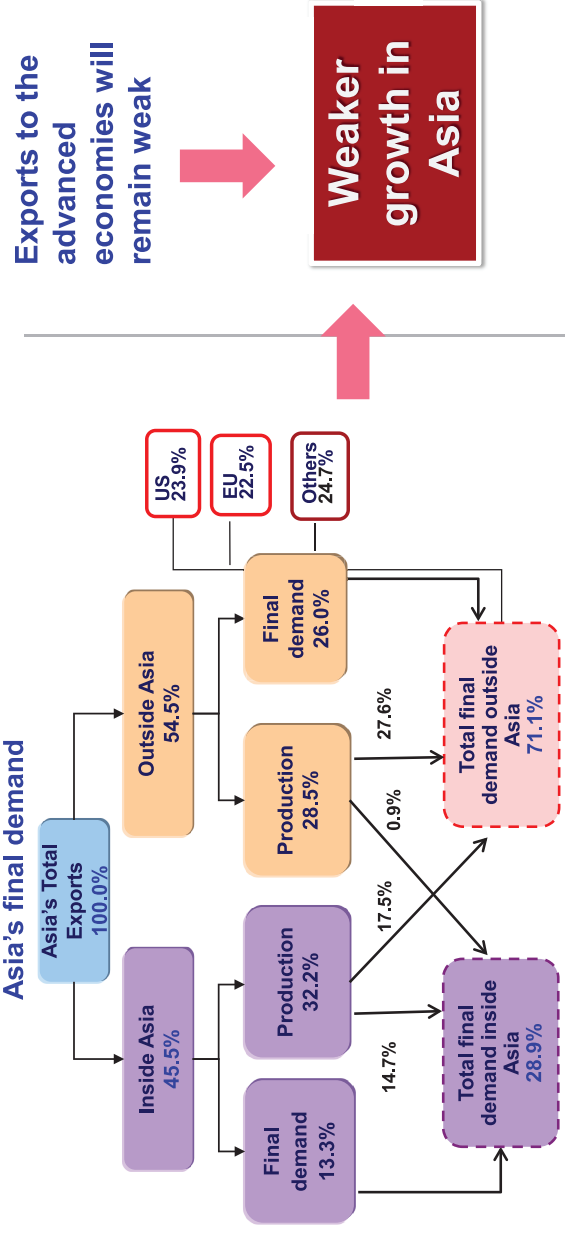 Asia's final demand
Asia's Total
Exports
100.0%
Inside Asia
45.5%
Outside Asia
54.5%
Final
demand
13.3%
Production
32.2%
Production
28.5%
Final
demand
26.0%
US
23.9%
EU
22.5%
Others
24.7%
14.7%
17.5%
0.9%
27.6%
Total final
demand inside
Asia
28.9%
Total final
demand outside
Asia
71.1%
Exports to the
advanced
economies will
remain weak
Weaker
growth in
Asia